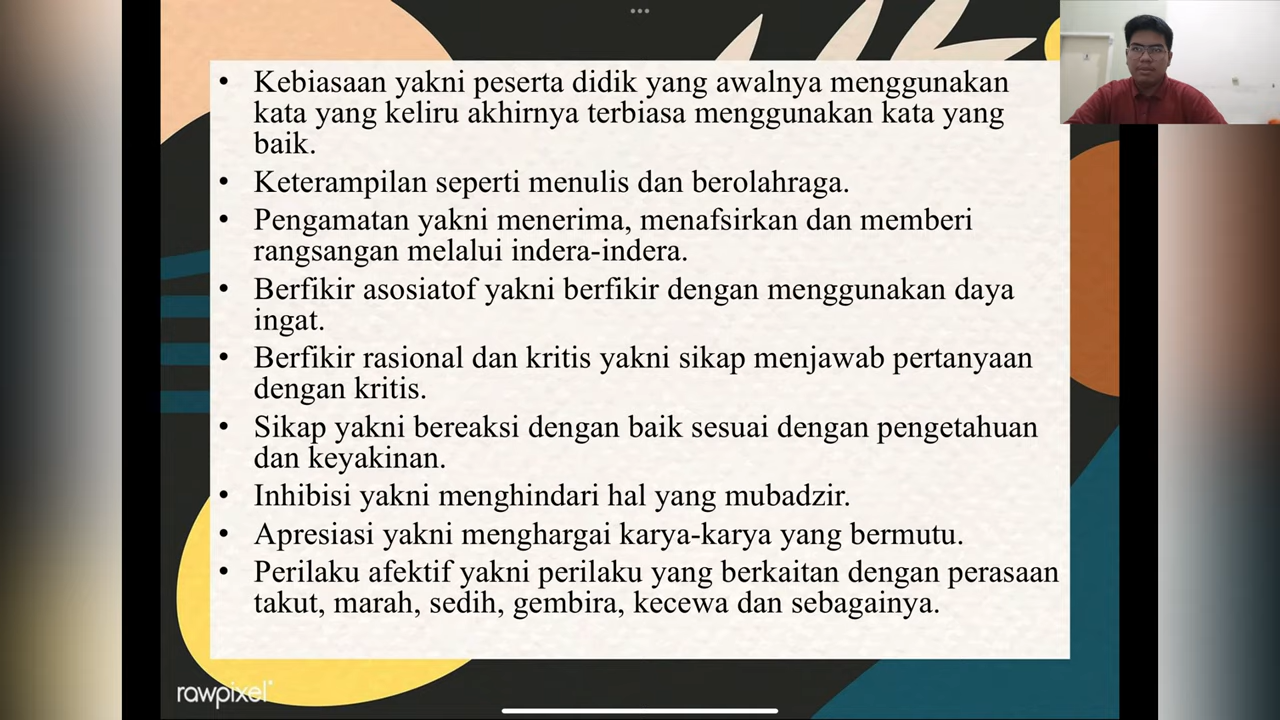 • Kebiasaan yakni peserta didik yang awalnya menggunakan
kata yang keliru akhirnya terbiasa menggunakan kata yang
baik.
• Keterampilan seperti menulis dan berolahraga.
• Pengamatan yakni menerima, menafsirkan dan memberi
rangsangan melalui indera-indera.
• Berfikir asosiatof yakni berfikir dengan menggunakan daya
ingat.
• Berfikir rasional dan kritis yakni sikap menjawab pertanyaan
dengan kritis.
• Sikap yakni bereaksi dengan baik sesuai dengan pengetahuan
dan keyakinan.
• Inhibisi yakni menghindari hal yang mubadzir.
• Apresiasi yakni menghargai karya-karya yang bermutu.
• Perilaku afektif yakni perilaku yang berkaitan dengan perasaan
takut, marah, sedih, gembira, kecewa dan sebagainya.
rawpixel